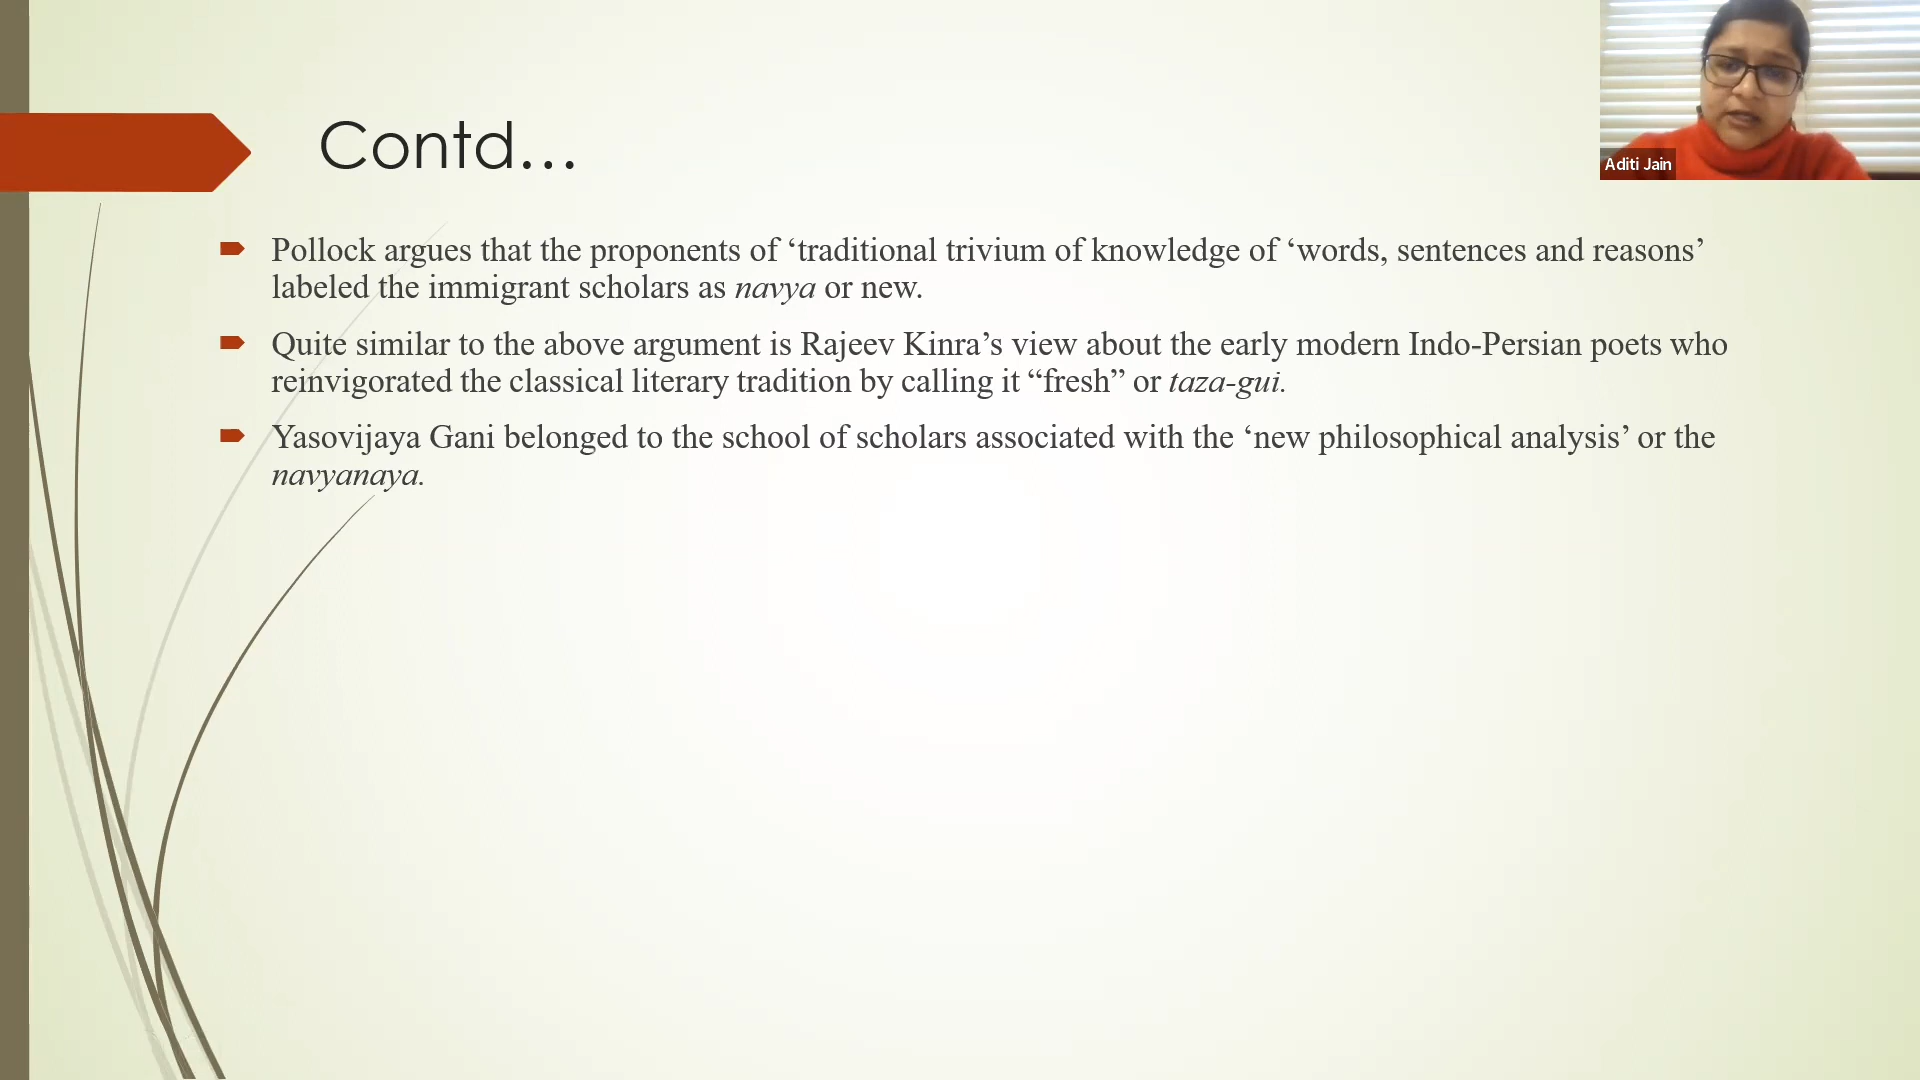 Contd…
Pollock argues that the proponents of ‘traditional trivium of knowledge of ‘words, sentences and reasons’
labeled the immigrant scholars as navya or new.
Quite similar to the above argument is Rajeev Kinra’s view about the early modern Indo-Persian poets who
reinvigorated the classical literary tradition by calling it “fresh” or taza-gui.
Yasovijaya Gani belonged to the school of scholars associated with the ‘new philosophical analysis’ or the
navyanaya.
Aditi Jain